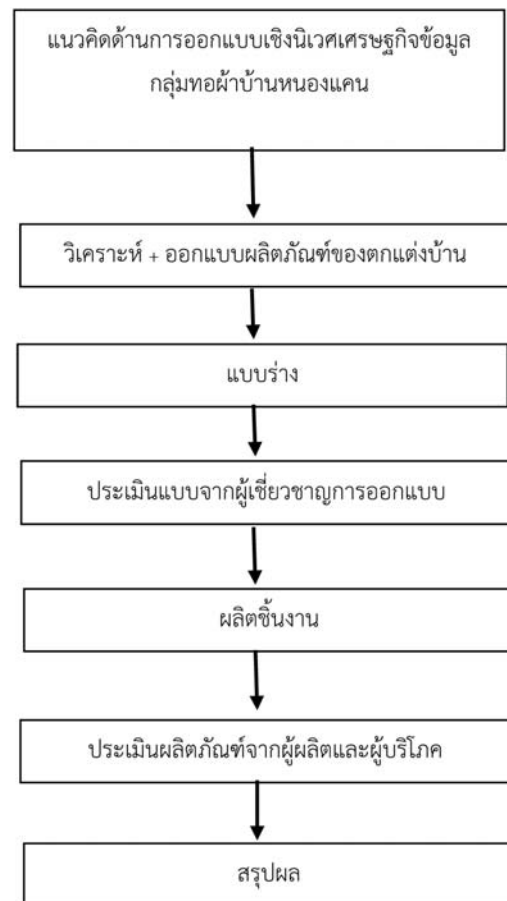 แนวคิดด้านการออกแบบเชิงนิเวศเศรษฐกิจข้อมูล
กลุ่มทอผ้าบ้านหนองแคน
วิเคราะห์ + ออกแบบผลิตภัณฑ์ของตกแต่งบ้าน
แบบร่าง
ประเมินแบบจากผู้เชี่ยวชาญการออกแบบ
ผลิตชิ้นงาน
ประเมินผลิตภัณฑ์จากผู้ผลิตและผู้บริโภค
สรุปผล